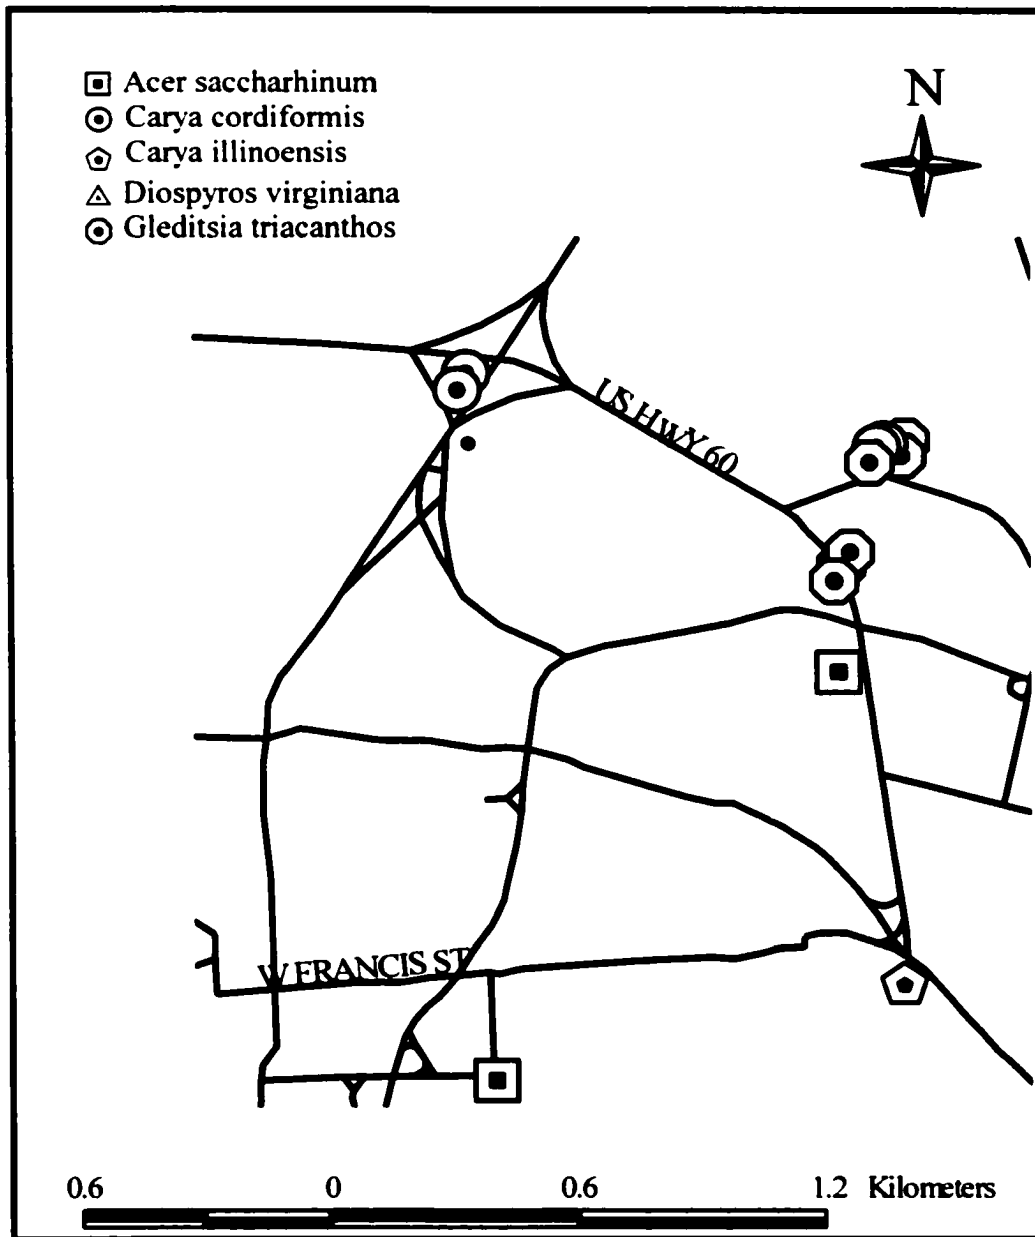 Acer saccharhinum
Carya cordiformis
Carya illinoensis
Diospyros virginiana
Gleditsia triacanthos
N
US HWY 60
W FRANCIS ST
0.6 0 0.6 1.2 Kilometers